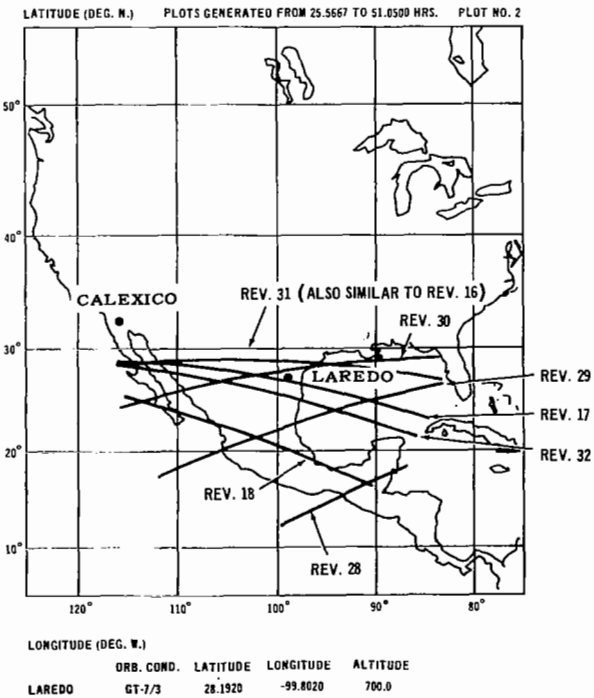 LATITUDE (DEG. N.) PLOTS GENERATED FROM 25.5667 TO 51.0500 HRS. PLOT NO. 2
50°
40°
CALEXICO
REV. 31 (ALSO SIMILAR TO REV. 16)
REV. 30
30°
LAREDO
REV. 29
REV. 17
20°
REV. 32
REV. 18
10°
REV. 28
120° 110° 100° 90° 80°
LONGITUDE (DEG. W.)
ORB. COND. LATITUDE LONGITUDE ALTITUDE
LAREDO GT-7/3 28.1920 -99.8020 700.0